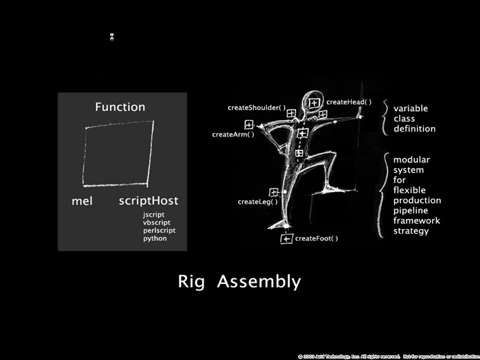 Function
mel scriptHost
jscript
vbscript
perlscript
python
createShoulder( )
createHead( )
createArm( )
createLeg( )
createFoot( )
variable
class
definition
modular
system
for
flexible
production
pipeline
framework
strategy
Rig Assembly